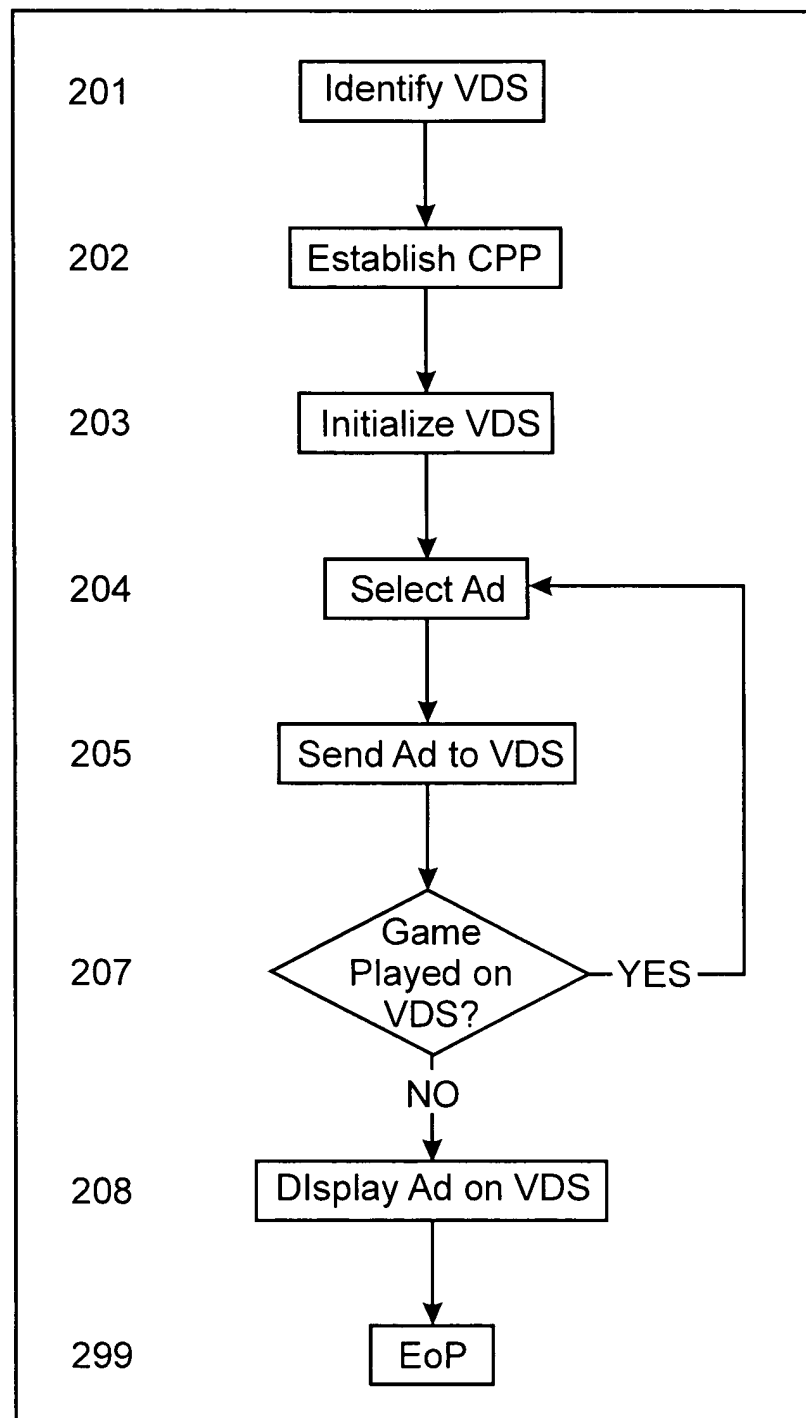 201 Identify VDS
202 Establish CPP
203 Initialize VDS
204 Select Ad
205 Send Ad to VDS
Game
207 Played on YES
VDS?
NO
208 DIsplay Ad on VDS
299 EoP